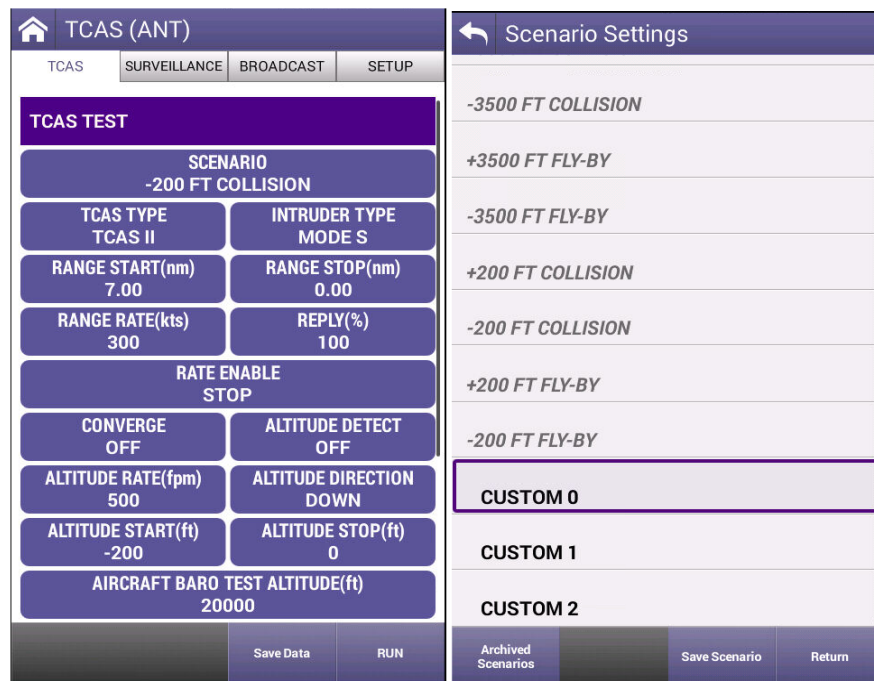 TCAS (ANT)
TCAS SURVEILLANCE BROADCAST SETUP
TCAS TEST
SCENARIO
-200 FT COLLISION
TCAS TYPE INTRUDER TYPE
TCAS II MODE S
RANGE START(nm) RANGE STOP(nm)
7.00 0.00
RANGE RATE(kts) REPLY(%)
300 100
RATE ENABLE
STOP
CONVERGE ALTITUDE DETECT
OFF OFF
ALTITUDE RATE(fpm) ALTITUDE DIRECTION
500 DOWN
ALTITUDE START(ft) ALTITUDE STOP(ft)
-200 0
AIRCRAFT BARO TEST ALTITUDE(ft)
20000
Save Data RUN
Scenario Settings
-3500 FT COLLISION
+3500 FT FLY-BY
-3500 FT FLY-BY
+200 FT COLLISION
-200 FT COLLISION
+200 FT FLY-BY
-200 FT FLY-BY
CUSTOM 0
CUSTOM 1
CUSTOM 2
Archived
Scenarios Save Scenario Return